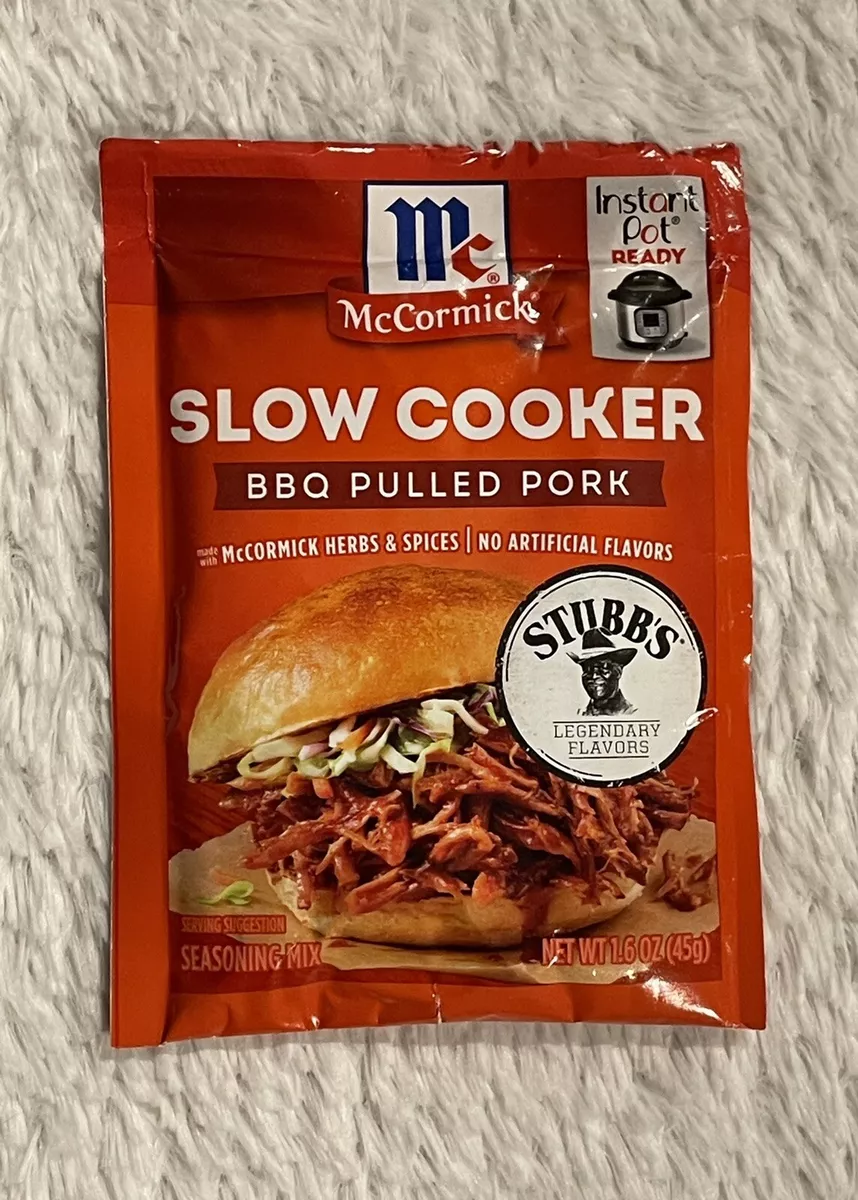 Mc®
McCormick
Instant
Pot®
READY
SLOW COOKER
BBQ PULLED PORK
made with McCORMICK HERBS & SPICES | NO ARTIFICIAL FLAVORS
STUBB'S®
LEGENDARY
FLAVORS
SERVING SUGGESTION
SEASONING MIX
NET WT 1.6 OZ (45g)